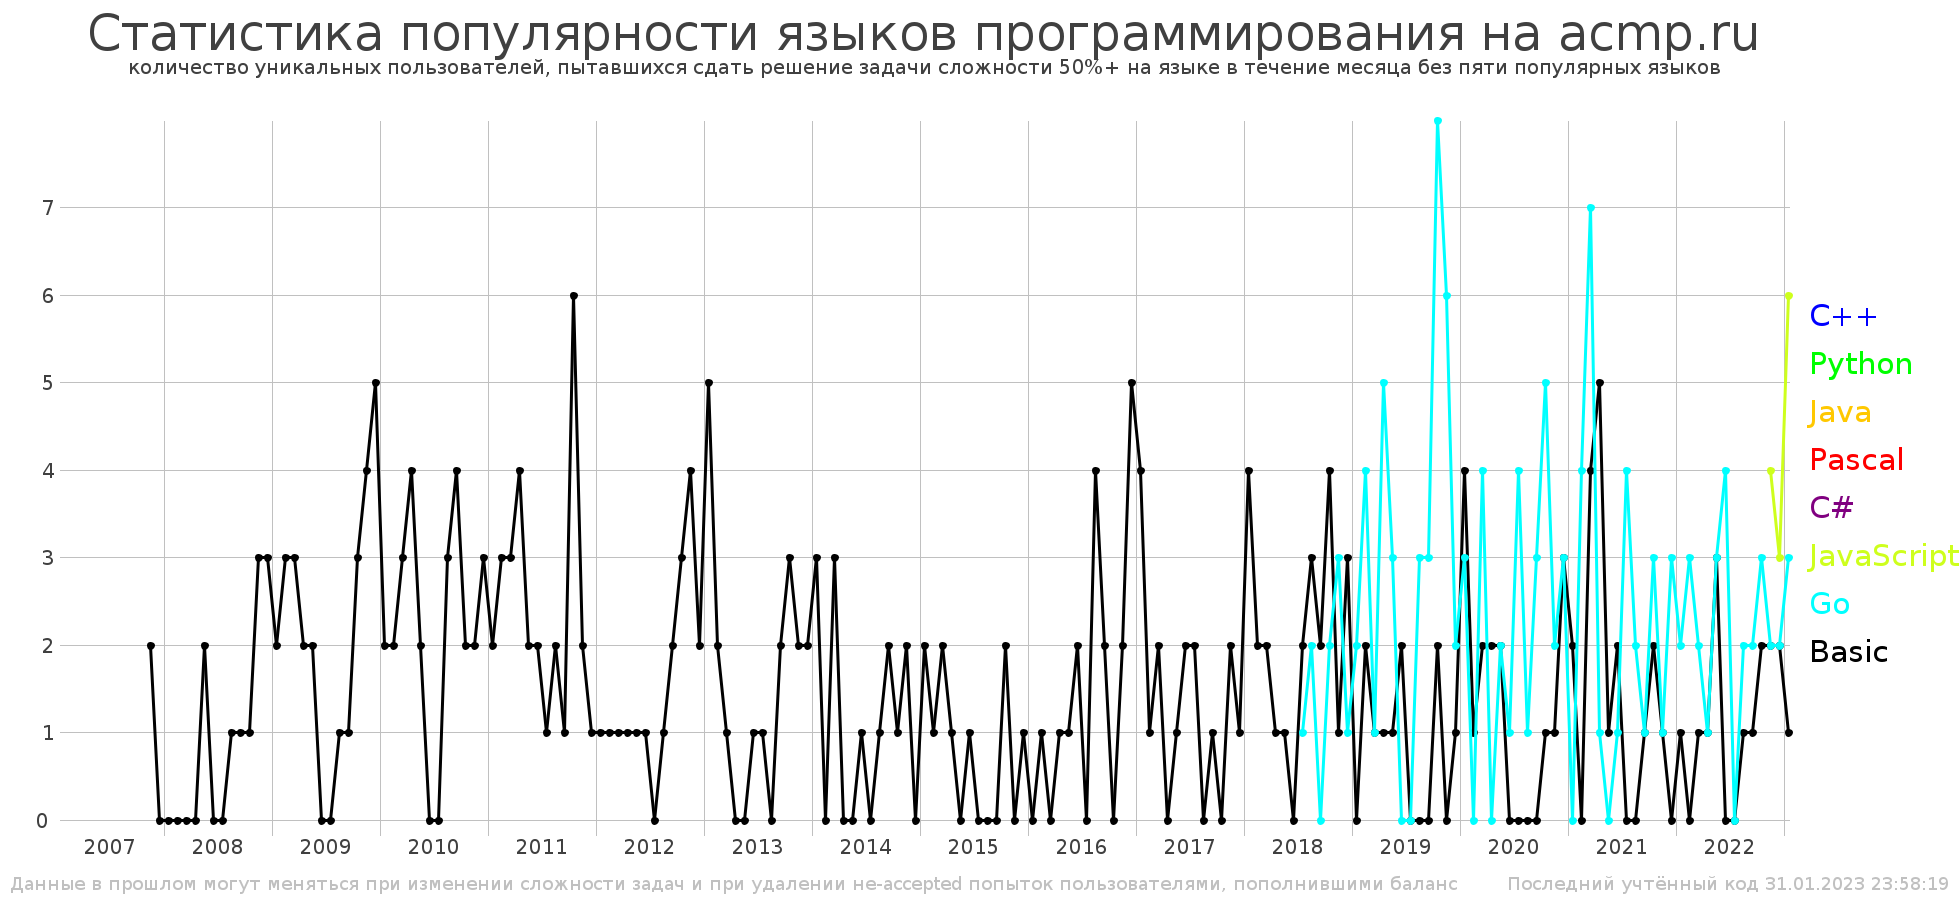 Статистика популярности языков программирования на acmp.ru
количество уникальных пользователей, пытавшихся сдать решение задачи сложности 50%+ на языке в течение месяца без пяти популярных языков
7
6
5
4
3
2
1
0
C++
Python
Java
Pascal
C#
JavaScript
Go
Basic
2007 2008 2009 2010 2011 2012 2013 2014 2015 2016 2017 2018 2019 2020 2021 2022
Данные в прошлом могут меняться при изменении сложности задач и при удалении не-accepted попыток пользователями, пополнившими баланс Последний учтённый код 31.01.2023 23:58:19